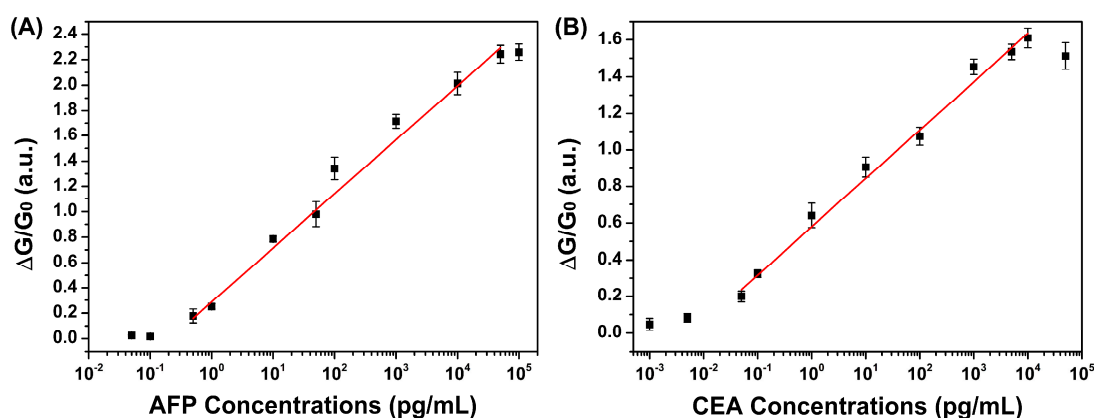 (A)
2.4
2.2
2.0
1.8
1.6
1.4
1.2
1.0
0.8
0.6
0.4
0.2
0.0
ΔG/G₀ (a.u.)
10⁻² 10⁻¹ 10⁰ 10¹ 10² 10³ 10⁴ 10⁵
AFP Concentrations (pg/mL)
(B)
1.6
1.4
1.2
1.0
0.8
0.6
0.4
0.2
0.0
ΔG/G₀ (a.u.)
10⁻³ 10⁻² 10⁻¹ 10⁰ 10¹ 10² 10³ 10⁴ 10⁵
CEA Concentrations (pg/mL)